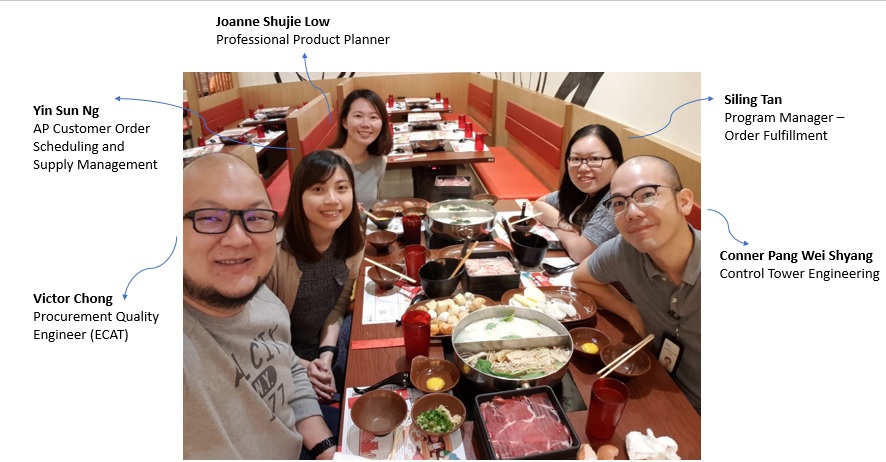 Joanne Shujie Low
Professional Product Planner
Yin Sun Ng
AP Customer Order
Scheduling and
Supply Management
Siling Tan
Program Manager –
Order Fulfillment
Conner Pang Wei Shyang
Control Tower Engineering
Victor Chong
Procurement Quality
Engineer (ECAT)